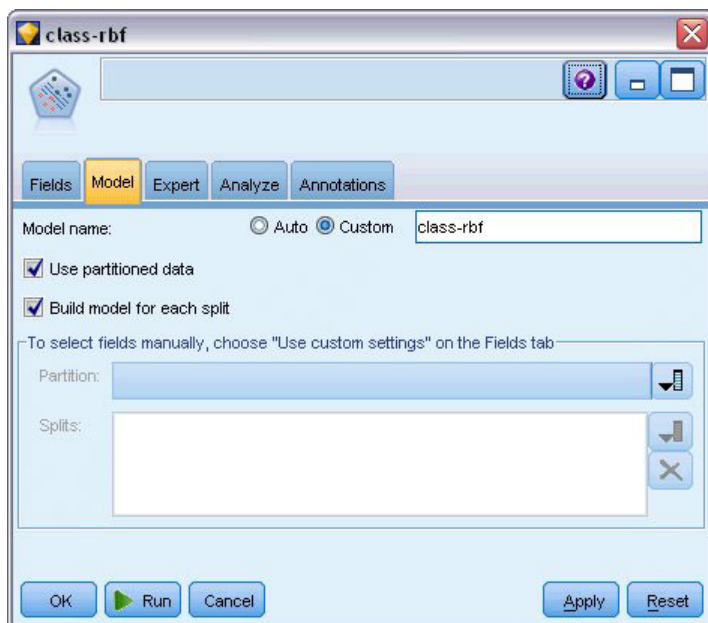 class-rbf
Fields Model Expert Analyze Annotations
Model name: Auto Custom class-rbf
Use partitioned data
Build model for each split
To select fields manually, choose "Use custom settings" on the Fields tab
Partition:
Splits:
OK Run Cancel Apply Reset